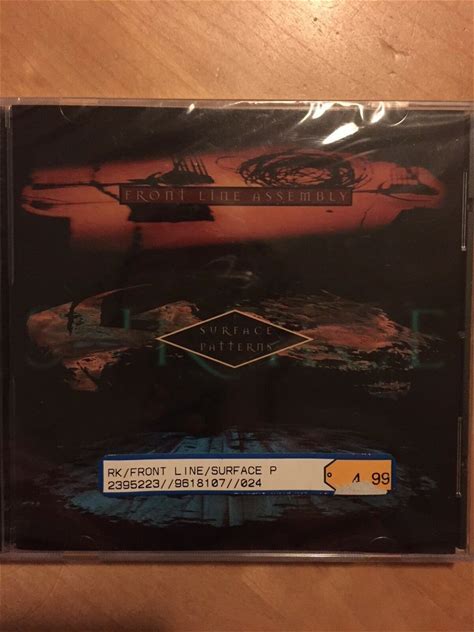 FRONT LINE ASSEMBLY
SURFACE
PATTERNS
RK/FRONT LINE/SURFACE P
2395223//9618107//024
4.99